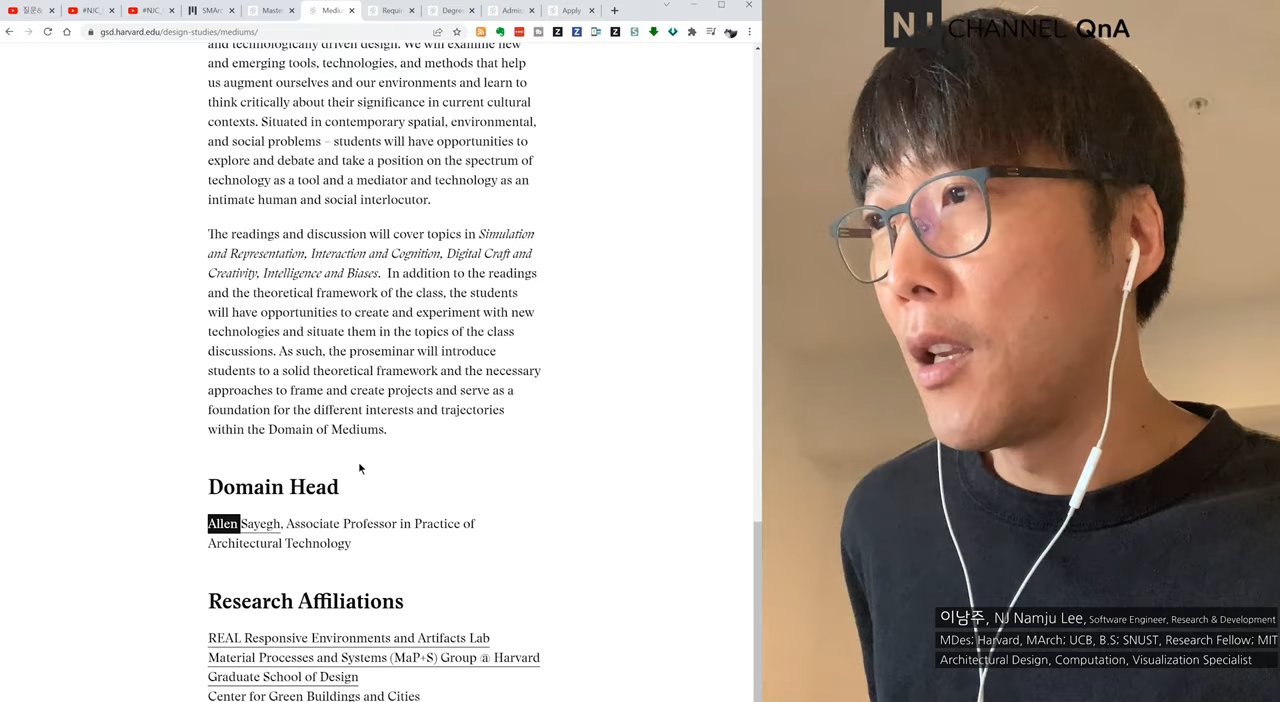 질문&
#NJC_
#NJC_
SMArc
Master
Mediu
Requir
Degre
Admis
Apply
gsd.harvard.edu/design-studies/mediums/
and technologically driven design. We will examine new
and emerging tools, technologies, and methods that help
us augment ourselves and our environments and learn to
think critically about their significance in current cultural
contexts. Situated in contemporary spatial, environmental,
and social problems – students will have opportunities to
explore and debate and take a position on the spectrum of
technology as a tool and a mediator and technology as an
intimate human and social interlocutor.
The readings and discussion will cover topics in Simulation
and Representation, Interaction and Cognition, Digital Craft and
Creativity, Intelligence and Biases. In addition to the readings
and the theoretical framework of the class, the students
will have opportunities to create and experiment with new
technologies and situate them in the topics of the class
discussions. As such, the proseminar will introduce
students to a solid theoretical framework and the necessary
approaches to frame and create projects and serve as a
foundation for the different interests and trajectories
within the Domain of Mediums.
Domain Head
Allen Sayegh, Associate Professor in Practice of
Architectural Technology
Research Affiliations
REAL Responsive Environments and Artifacts Lab
Material Processes and Systems (MaP+S) Group @ Harvard
Graduate School of Design
Center for Green Buildings and Cities
NJ CHANNEL QnA
이남주, NJ Namju Lee, Software Engineer, Research & Development
MDes; Harvard, MArch; UCB, B.S; SNUST, Research Fellow; MIT
Architectural Design, Computation, Visualization Specialist